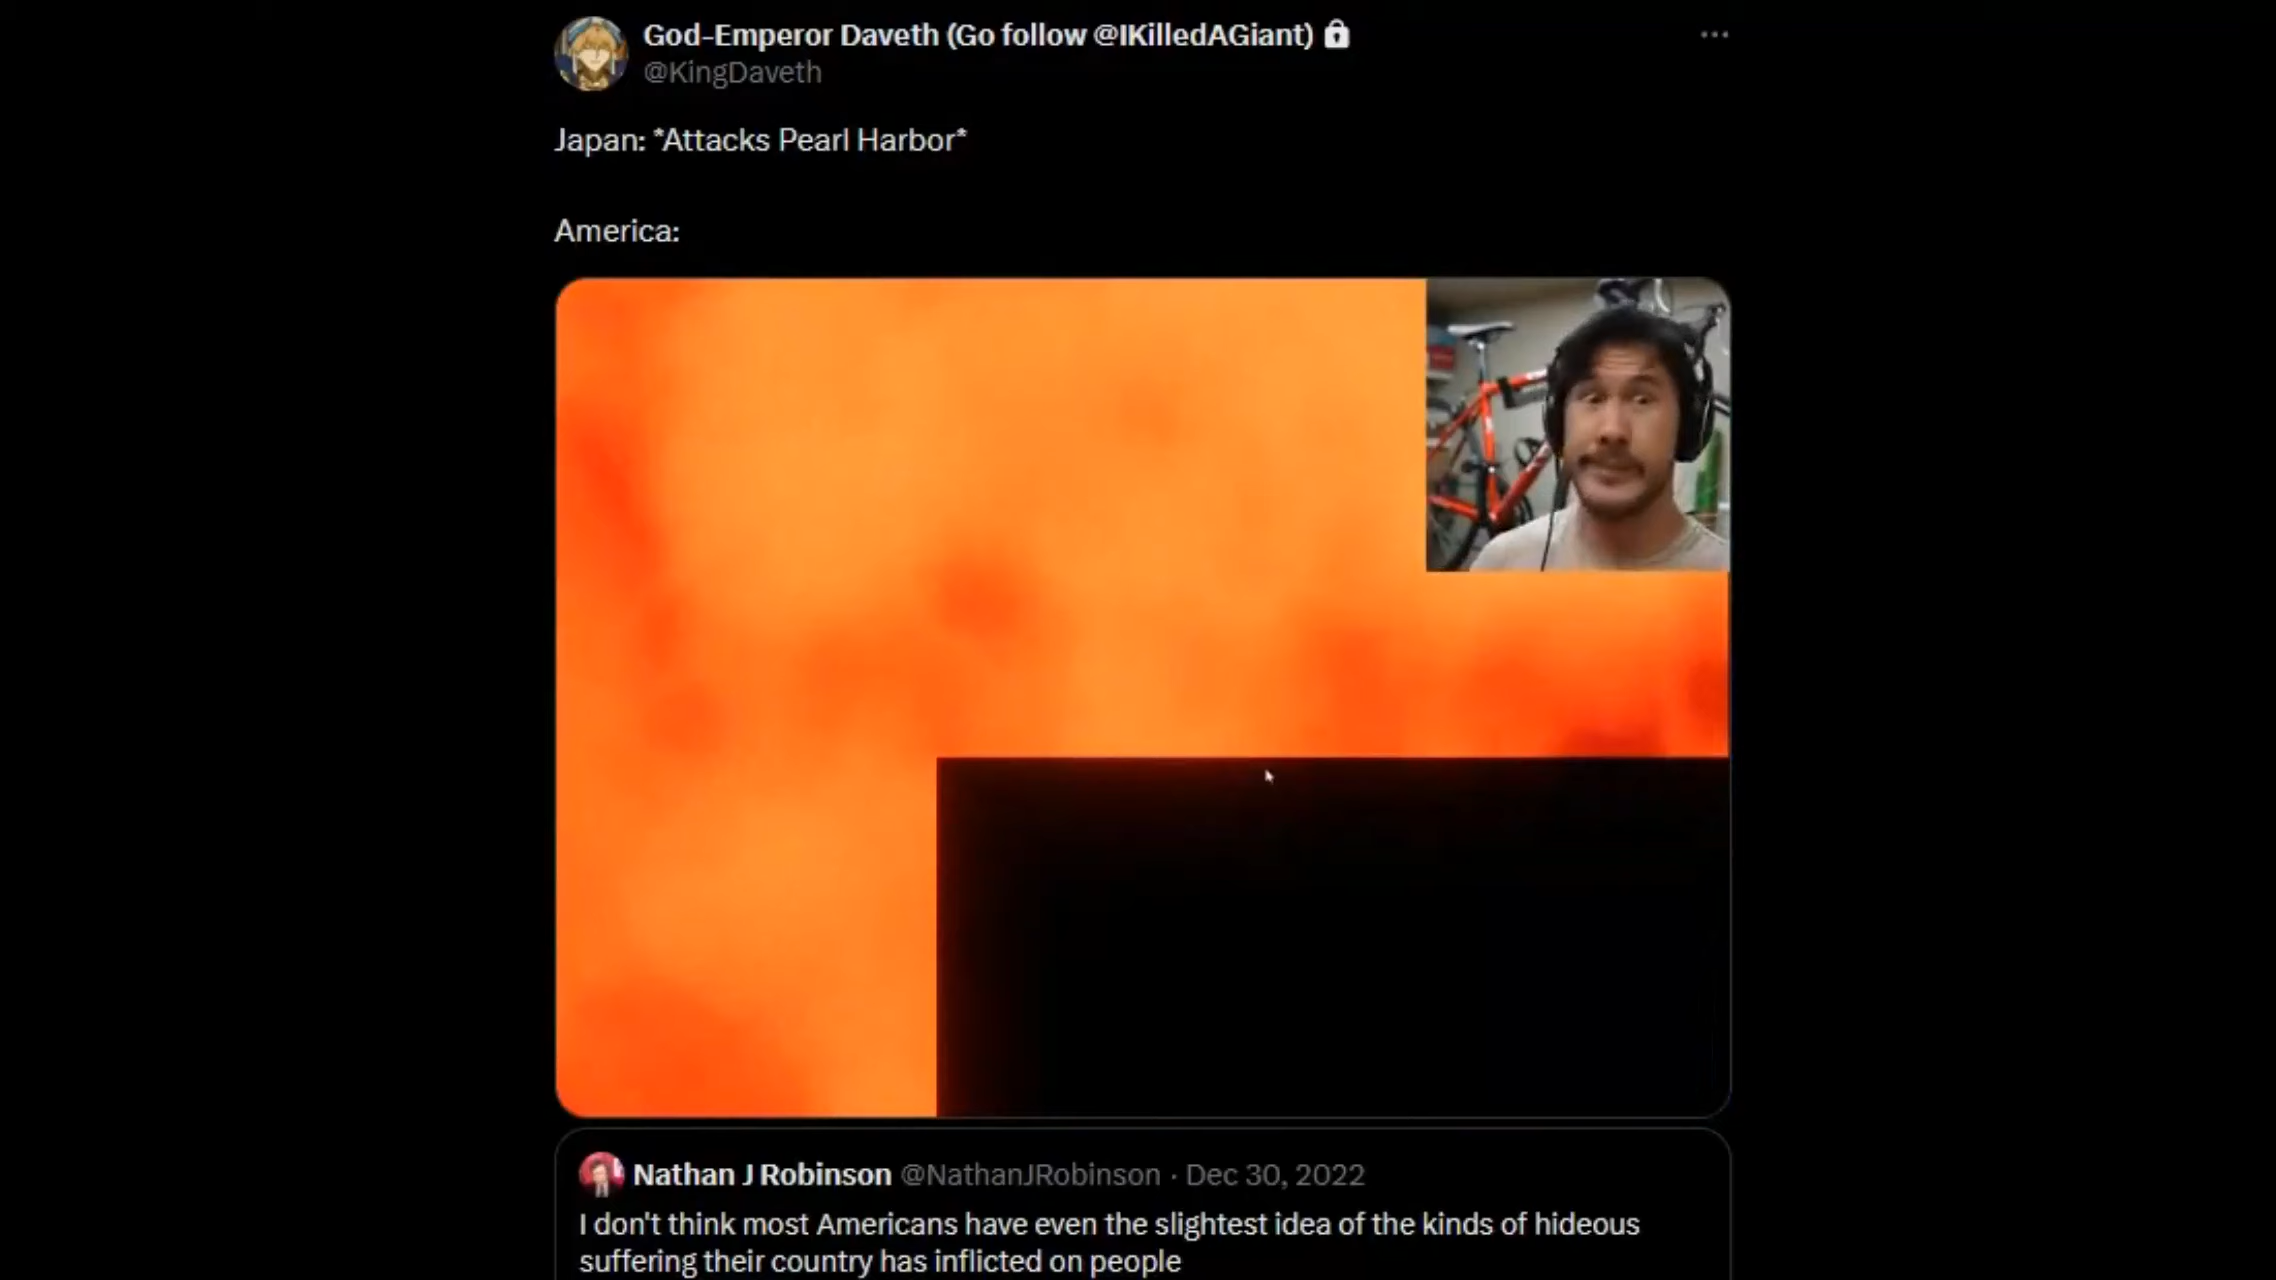 God-Emperor Daveth (Go follow @IKilledAGiant)
@KingDaveth
Japan: *Attacks Pearl Harbor*
America:
Nathan J Robinson @NathanJRobinson · Dec 30, 2022
I don't think most Americans have even the slightest idea of the kinds of hideous
suffering their country has inflicted on people